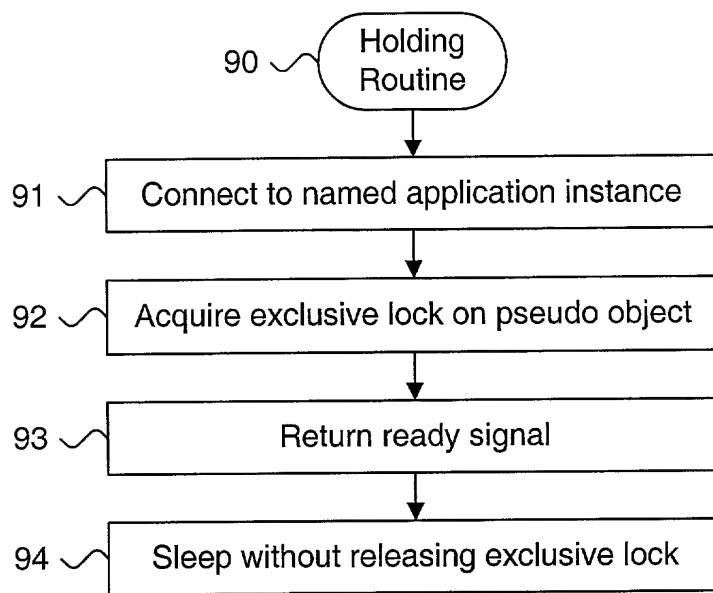 90
Holding
Routine
91
Connect to named application instance
92
Acquire exclusive lock on pseudo object
93
Return ready signal
94
Sleep without releasing exclusive lock